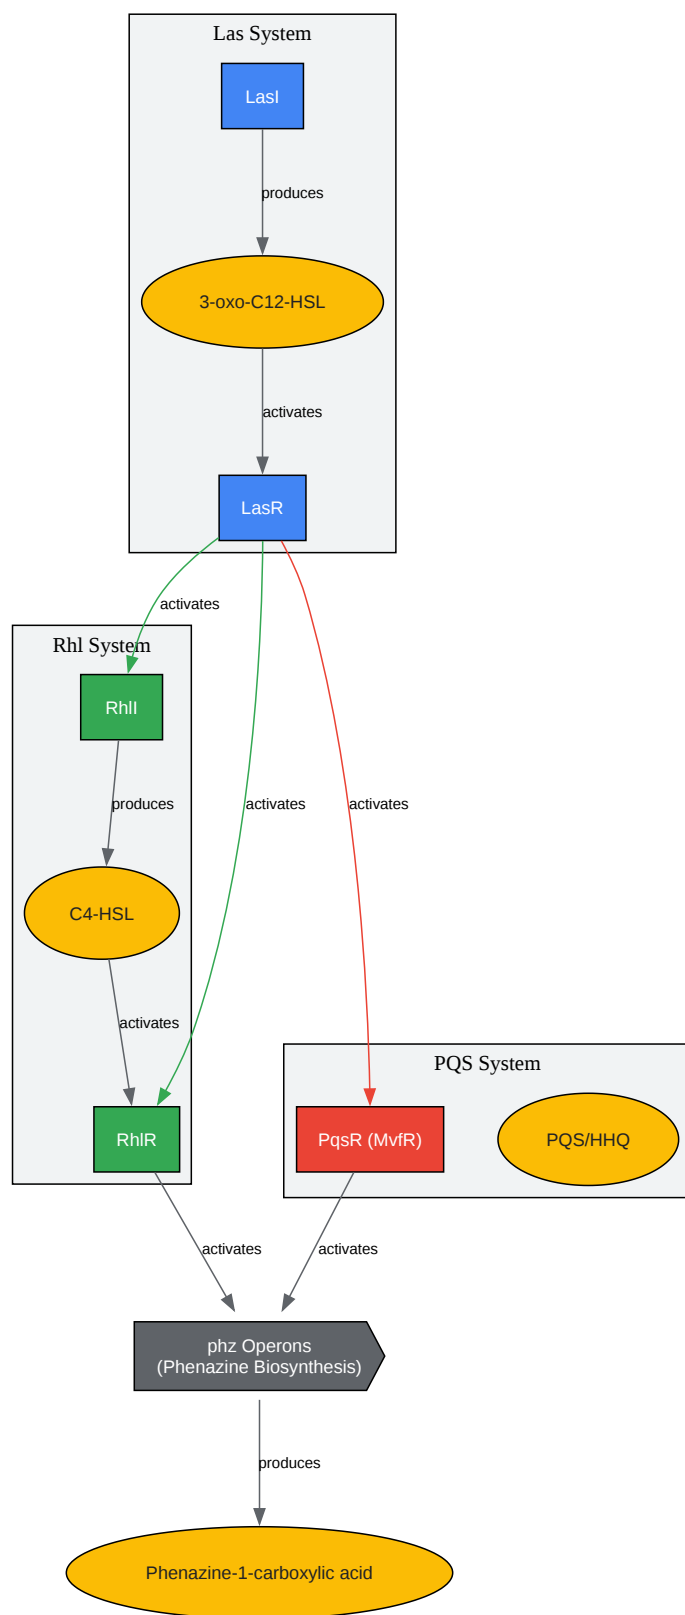 Las System
LasI
produces
3-oxo-C12-HSL
activates
LasR
activates
Rhl System
RhlI
produces
activates
activates
C4-HSL
activates
PQS System
RhlR
PqsR (MvfR)
PQS/HHQ
activates
activates
phz Operons
(Phenazine Biosynthesis)
produces
Phenazine-1-carboxylic acid